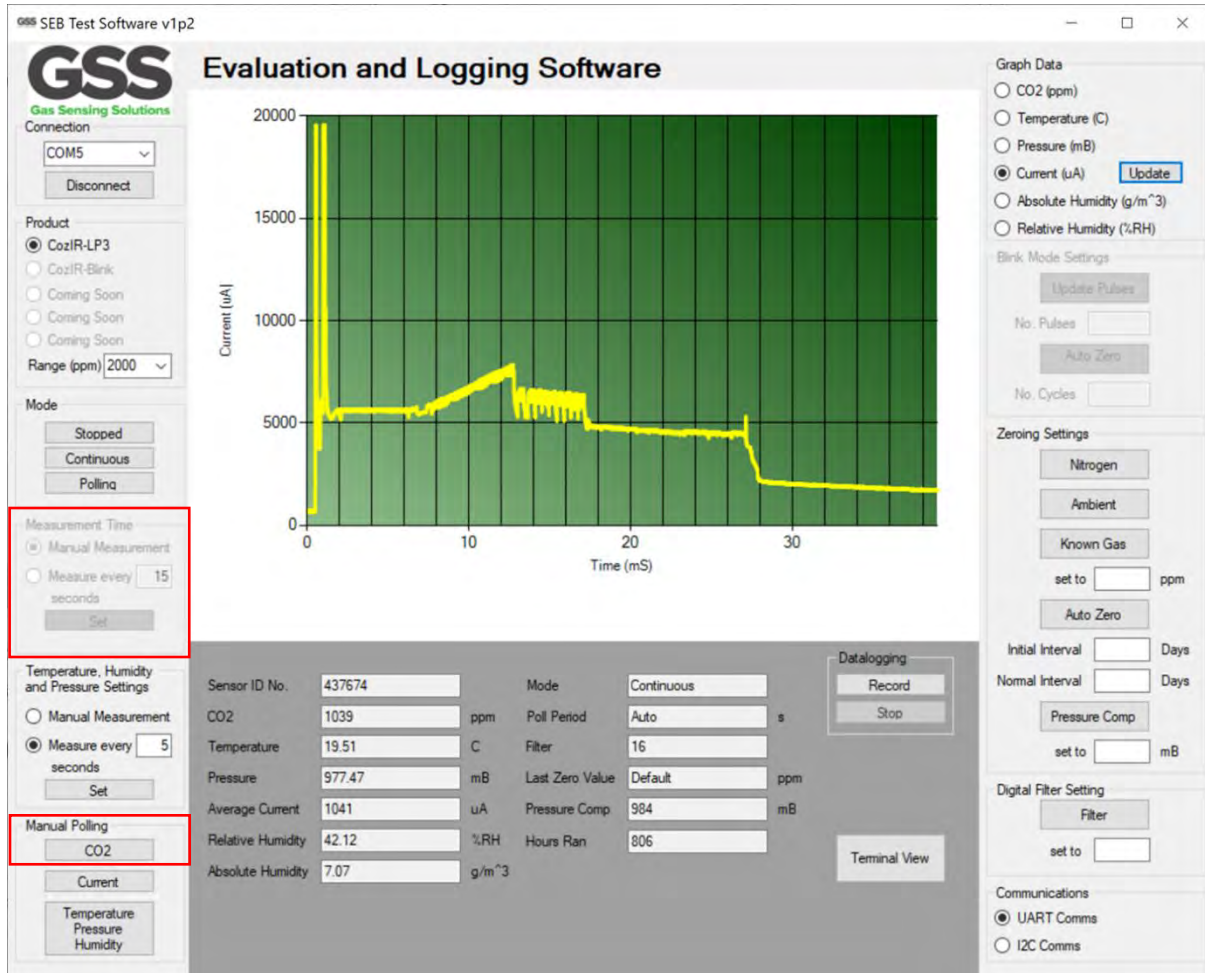 GSS SEB Test Software v1p2
GSS
Gas Sensing Solutions
Evaluation and Logging Software
Connection
COM5
Disconnect
Product
CozIR-LP3
CozIR-Blink
Coming Soon
Coming Soon
Coming Soon
Range (ppm) 2000
Mode
Stopped
Continuous
Polling
Measurement Time
Manual Measurement
Measure every 15
seconds
Set
Temperature, Humidity
and Pressure Settings
Manual Measurement
Measure every 5
seconds
Set
Manual Polling
CO2
Current
Temperature
Pressure
Humidity
Current (uA)
20000
15000
10000
5000
0
0 10 20 30
Time (mS)
Sensor ID No. 437674
CO2 1039 ppm
Temperature 19.51 C
Pressure 977.47 mB
Average Current 1041 uA
Relative Humidity 42.12 %RH
Absolute Humidity 7.07 g/m^3
Mode Continuous
Poll Period Auto s
Filter 16
Last Zero Value Default ppm
Pressure Comp 984 mB
Hours Ran 806
Datalogging
Record
Stop
Terminal View
Graph Data
CO2 (ppm)
Temperature (C)
Pressure (mB)
Current (uA) Update
Absolute Humidity (g/m^3)
Relative Humidity (%RH)
Blink Mode Settings
Update Pulses
No. Pulses
Auto Zero
No. Cycles
Zeroing Settings
Nitrogen
Ambient
Known Gas
set to ppm
Auto Zero
Initial Interval Days
Normal Interval Days
Pressure Comp
set to mB
Digital Filter Setting
Filter
set to
Communications
UART Comms
I2C Comms